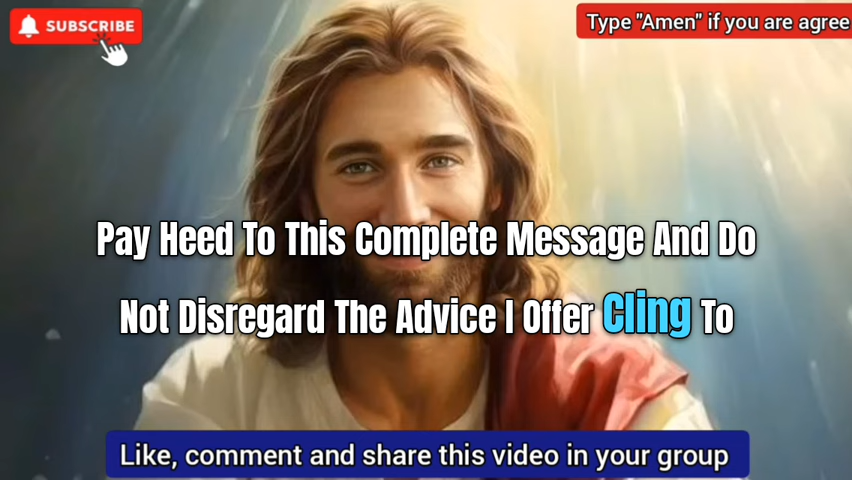 SUBSCRIBE
Type "Amen" if you are agree
Pay Heed To This Complete Message And Do
Not Disregard The Advice I Offer Cling To
Like, comment and share this video in your group